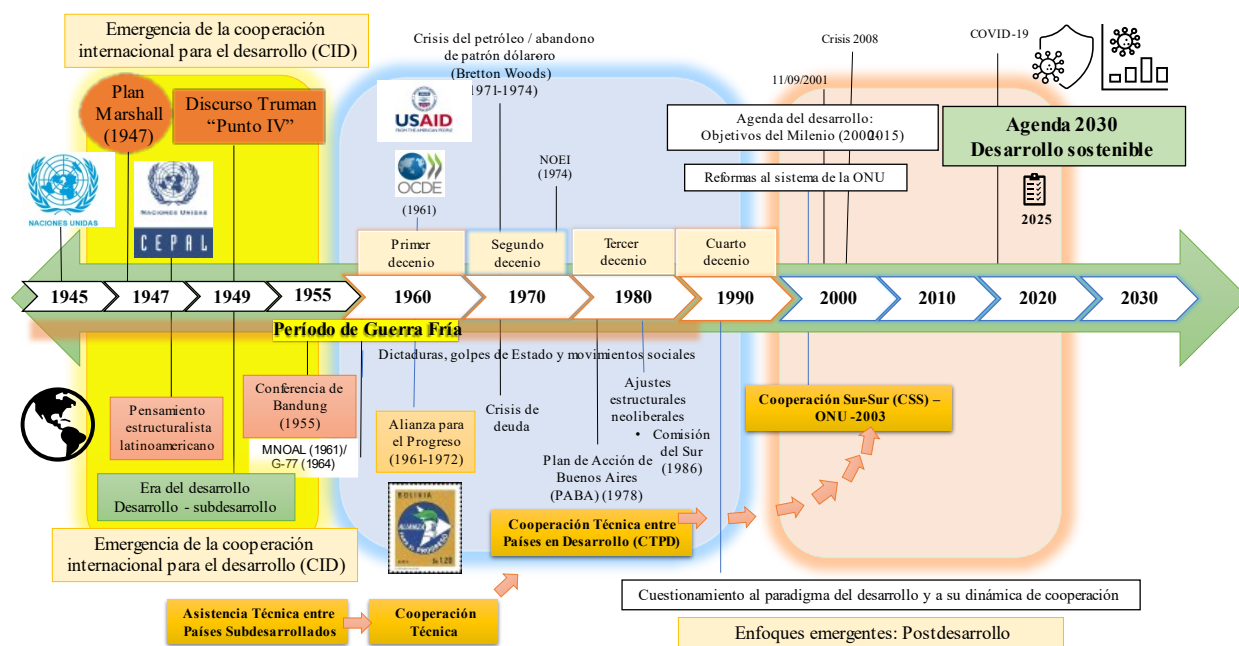 Emergencia de la cooperación
internacional para el desarrollo (CID)
Plan
Marshall
(1947)
Discurso Truman
“Punto IV”
NACIONES UNIDAS
NACIONES UNIDAS
CEPAL
Crisis del petróleo / abandono
de patrón dólar-oro
(Bretton Woods)
(1971-1974)
USAID
FROM THE AMERICAN PEOPLE
OCDE
(1961)
NOEI
(1974)
Crisis 2008
11/09/2001
COVID-19
Agenda del desarrollo:
Objetivos del Milenio (2000-2015)
Reformas al sistema de la ONU
Agenda 2030
Desarrollo sostenible
2025
Primer
decenio
Segundo
decenio
Tercer
decenio
Cuarto
decenio
1945
1947
1949
1955
1960
1970
1980
1990
2000
2010
2020
2030
Período de Guerra Fría
Dictaduras, golpes de Estado y movimientos sociales
Pensamiento
estructuralista
latinoamericano
Conferencia de
Bandung
(1955)
MNOAL (1961)/
G-77 (1964)
Era del desarrollo
Desarrollo - subdesarrollo
Emergencia de la cooperación
internacional para el desarrollo (CID)
Alianza para
el Progreso
(1961-1972)
BOLIVIA
ALIANZA
PARA EL PROGRESO
Crisis de
deuda
Plan de Acción de
Buenos Aires
(PABA) (1978)
Ajustes
estructurales
neoliberales
• Comisión
del Sur
(1986)
Cooperación Sur-Sur (CSS) –
ONU -2003
Cooperación Técnica entre
Países en Desarrollo (CTPD)
Asistencia Técnica entre
Países Subdesarrollados
Cooperación
Técnica
Cuestionamiento al paradigma del desarrollo y a su dinámica de cooperación
Enfoques emergentes: Postdesarrollo